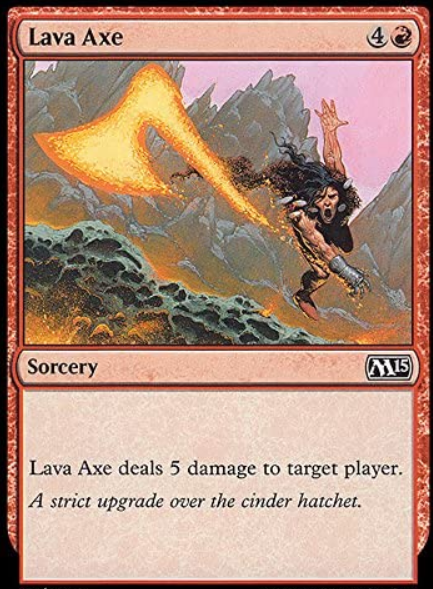 Lava Axe 4
Sorcery M15
Lava Axe deals 5 damage to target player.
A strict upgrade over the cinder hatchet.